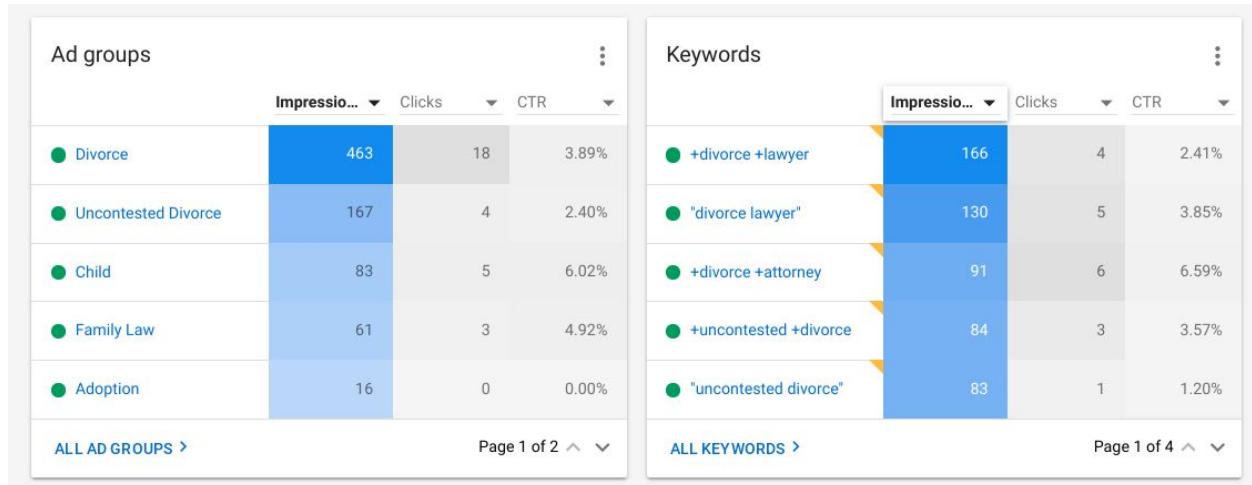 Ad groups
Impressio... Clicks CTR
Divorce 463 18 3.89%
Uncontested Divorce 167 4 2.40%
Child 83 5 6.02%
Family Law 61 3 4.92%
Adoption 16 0 0.00%
ALL AD GROUPS Page 1 of 2
Keywords
Impressio... Clicks CTR
+divorce +lawyer 166 4 2.41%
"divorce lawyer" 130 5 3.85%
+divorce +attorney 91 6 6.59%
+uncontested +divorce 84 3 3.57%
"uncontested divorce" 83 1 1.20%
ALL KEYWORDS Page 1 of 4